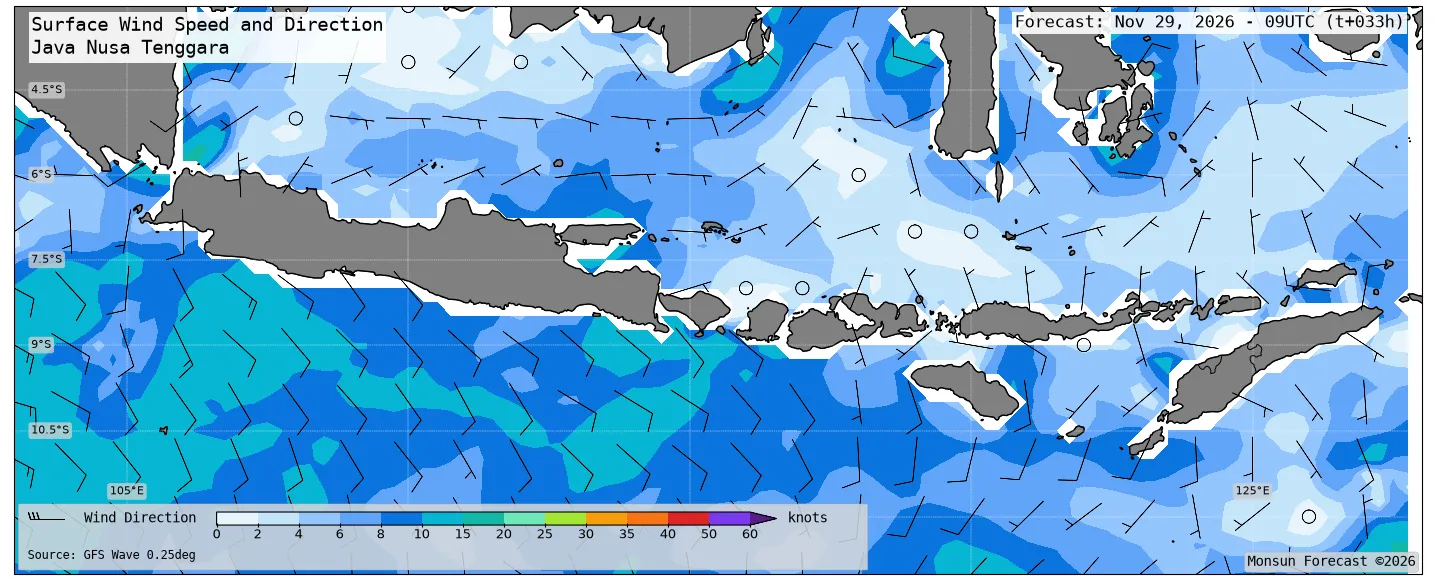 Surface Wind Speed and Direction
Java Nusa Tenggara
Forecast: Nov 29, 2026 - 09UTC (t+033h)
4.5°S
6°S
7.5°S
9°S
10.5°S
105°E
125°E
Wind Direction
0 2 4 6 8 10 15 20 25 30 35 40 50 60
knots
Source: GFS Wave 0.25deg
Monsun Forecast ©2026